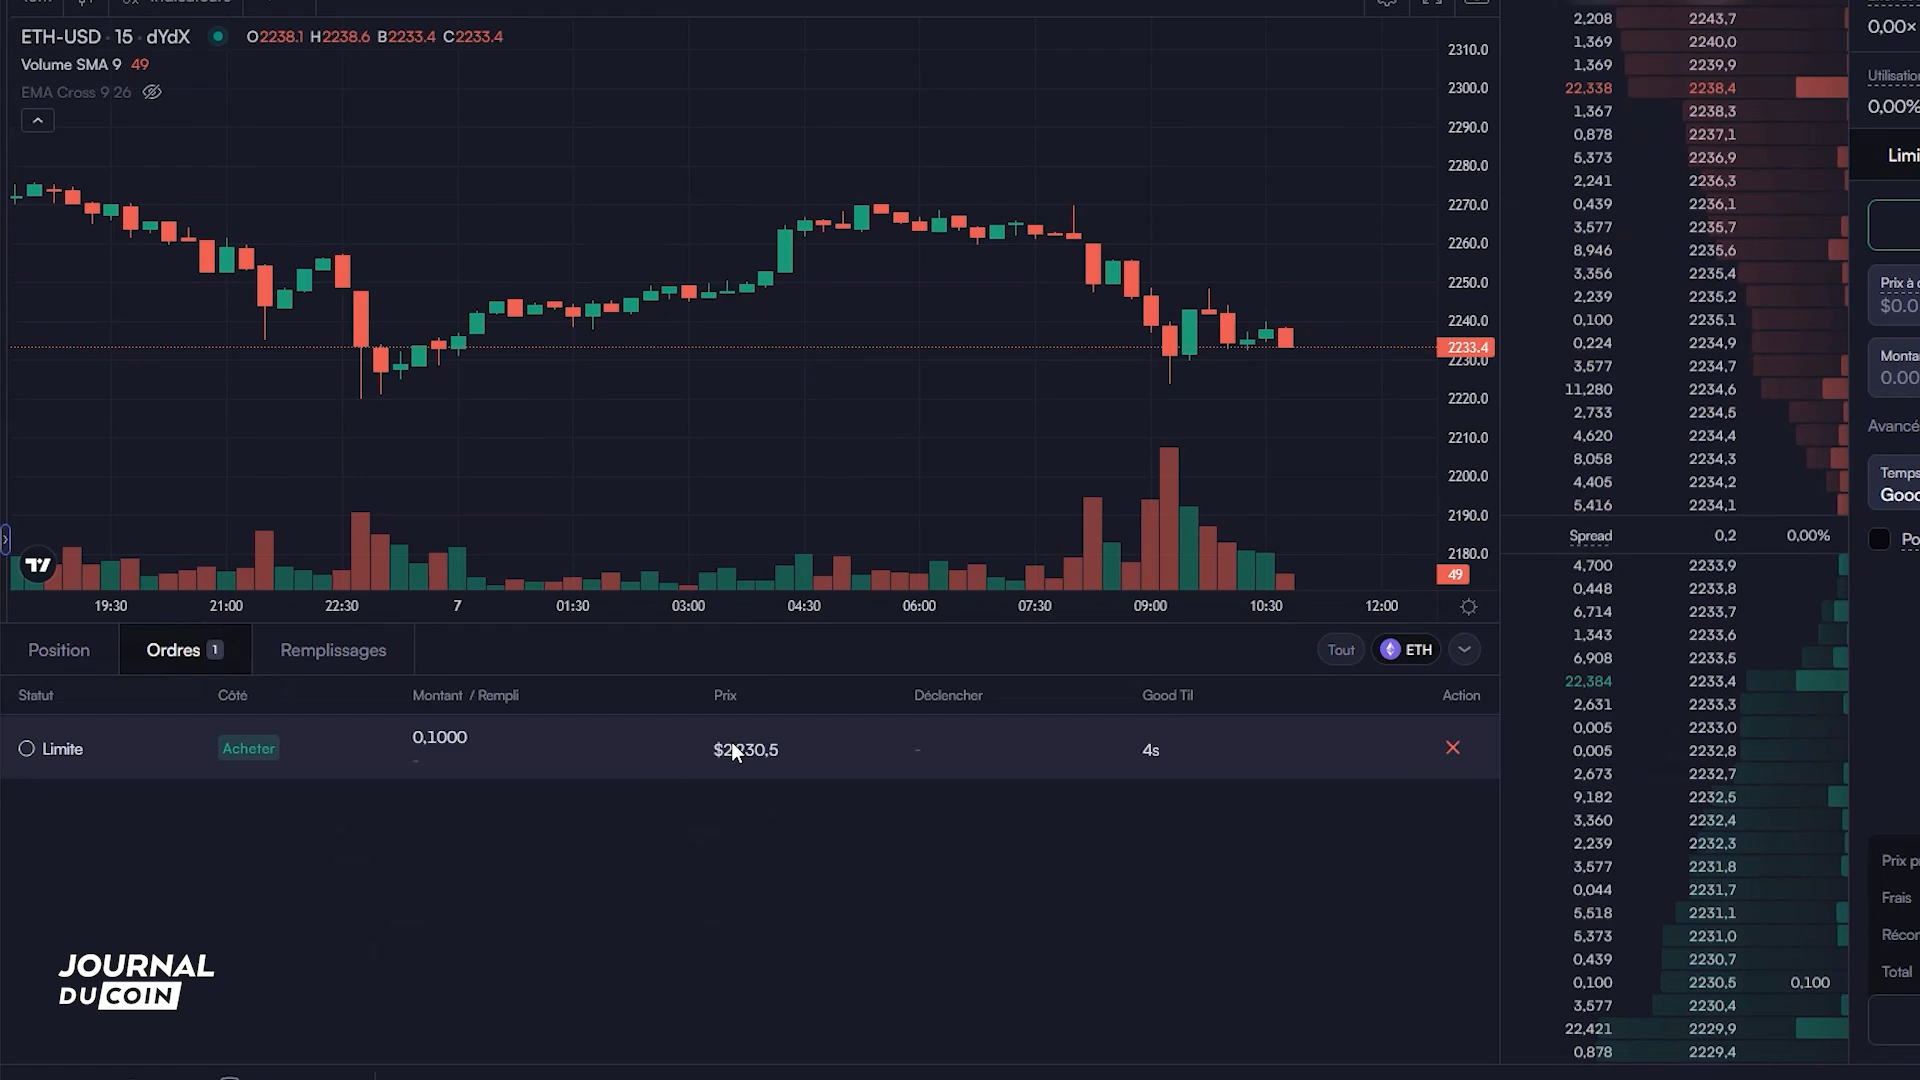 ETH-USD · 15 · dYdX O2238.1 H2238.6 B2233.4 C2233.4
Volume SMA 9 49
EMA Cross 9 26
2310.0
2300.0
2290.0
2280.0
2270.0
2260.0
2250.0
2240.0
2233.4
2230.0
2220.0
2210.0
2200.0
2190.0
2180.0
49
19:30 21:00 22:30 7 01:30 03:00 04:30 06:00 07:30 09:00 10:30 12:00
Position Ordres 1 Remplissages Tout ETH
Statut Côté Montant / Rempli Prix Déclencher Good Til Action
Limite Acheter 0,1000 $2230,5 - 4s
-
JOURNAL
DU COIN
2,208 2243,7
1,369 2240,0
1,369 2239,9
22,338 2238,4
1,367 2238,3
0,878 2237,1
5,373 2236,9
2,241 2236,3
0,439 2236,1
3,577 2235,7
8,946 2235,6
3,356 2235,4
2,239 2235,2
0,100 2235,1
0,224 2234,9
3,577 2234,7
11,280 2234,6
2,733 2234,5
4,620 2234,4
8,058 2234,3
4,405 2234,2
5,416 2234,1
Spread 0,2 0,00%
4,700 2233,9
0,448 2233,8
6,714 2233,7
1,343 2233,6
6,908 2233,5
22,384 2233,4
2,631 2233,3
0,005 2233,0
0,005 2232,8
2,673 2232,7
9,182 2232,5
3,360 2232,4
2,239 2232,3
3,577 2231,8
0,044 2231,7
5,518 2231,1
5,373 2231,0
0,439 2230,7
0,100 2230,5 0,100
3,577 2230,4
22,421 2229,9
0,878 2229,4
0,00×
Utilisation
0,00%
Limi
Prix à
$0.0
Monta
0.00
Avancé
Temps
Good
Po
Prix p
Frais
Récor
Total